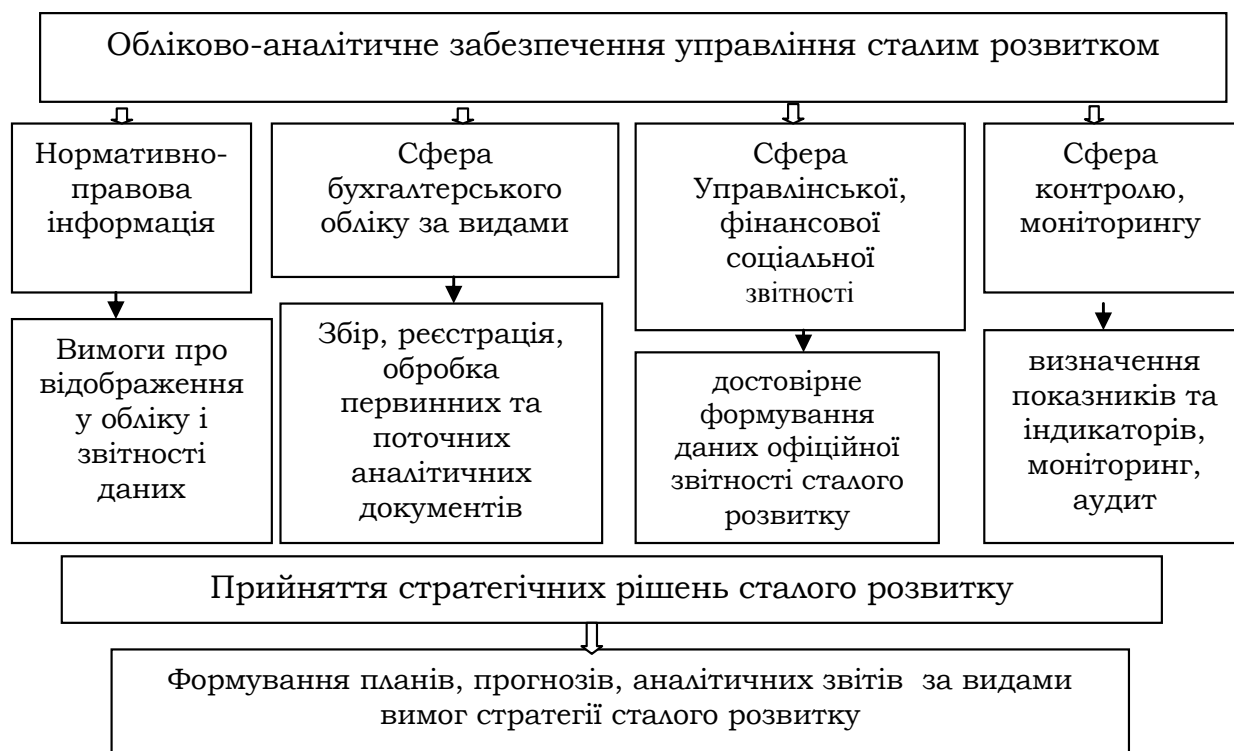 Обліково-аналітичне забезпечення управління сталим розвитком
Нормативно-
правова
інформація
Сфера
бухгалтерського
обліку за видами
Сфера
Управлінської,
фінансової
соціальної
звітності
Сфера
контролю,
моніторингу
Вимоги про
відображення
у обліку і
звітності
даних
Збір, реєстрація,
обробка
первинних та
поточних
аналітичних
документів
достовірне
формування
даних офіційної
звітності сталого
розвитку
визначення
показників та
індикаторів,
моніторинг,
аудит
Прийняття стратегічних рішень сталого розвитку
Формування планів, прогнозів, аналітичних звітів за видами
вимог стратегії сталого розвитку